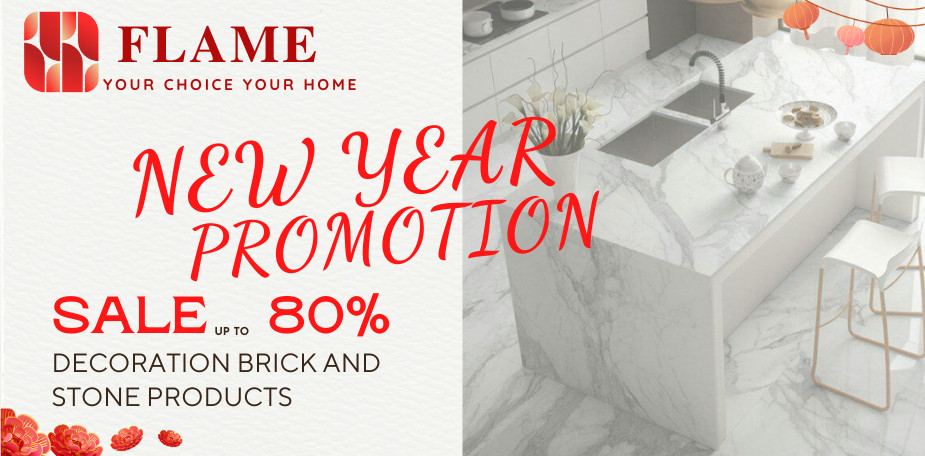 FLAME
YOUR CHOICE YOUR HOME
NEW YEAR
PROMOTION
SALE UP TO 80%
DECORATION BRICK AND
STONE PRODUCTS